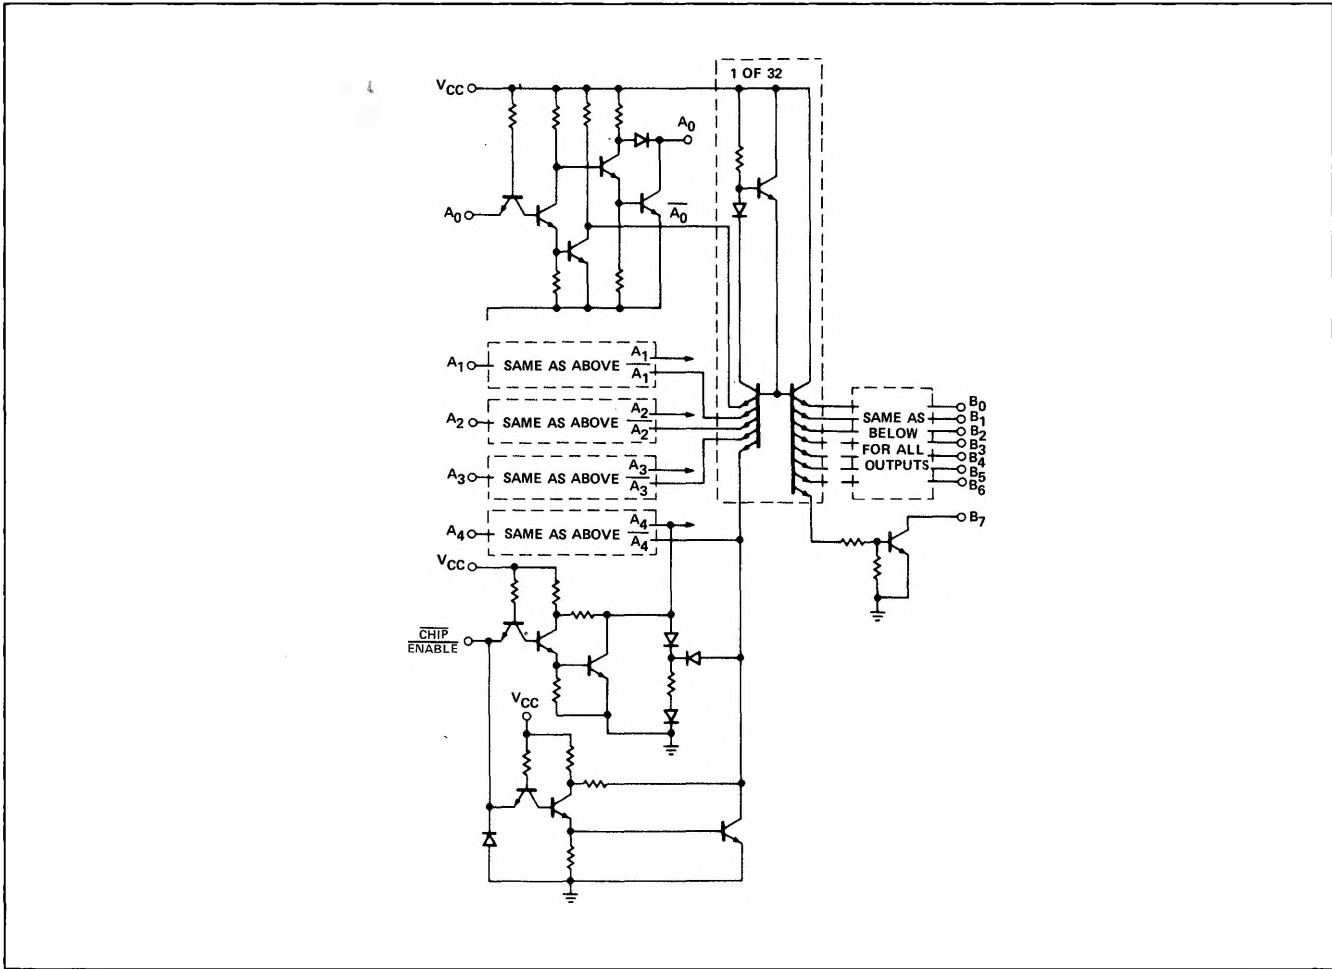 1 OF 32
VCC
A0
A0
A0
A1
SAME AS ABOVE
A1
A1
A2
SAME AS ABOVE
A2
A2
A3
SAME AS ABOVE
A3
A3
A4
SAME AS ABOVE
A4
A4
SAME AS
BELOW
FOR ALL
OUTPUTS
B0
B1
B2
B3
B4
B5
B6
B7
VCC
CHIP
ENABLE
VCC